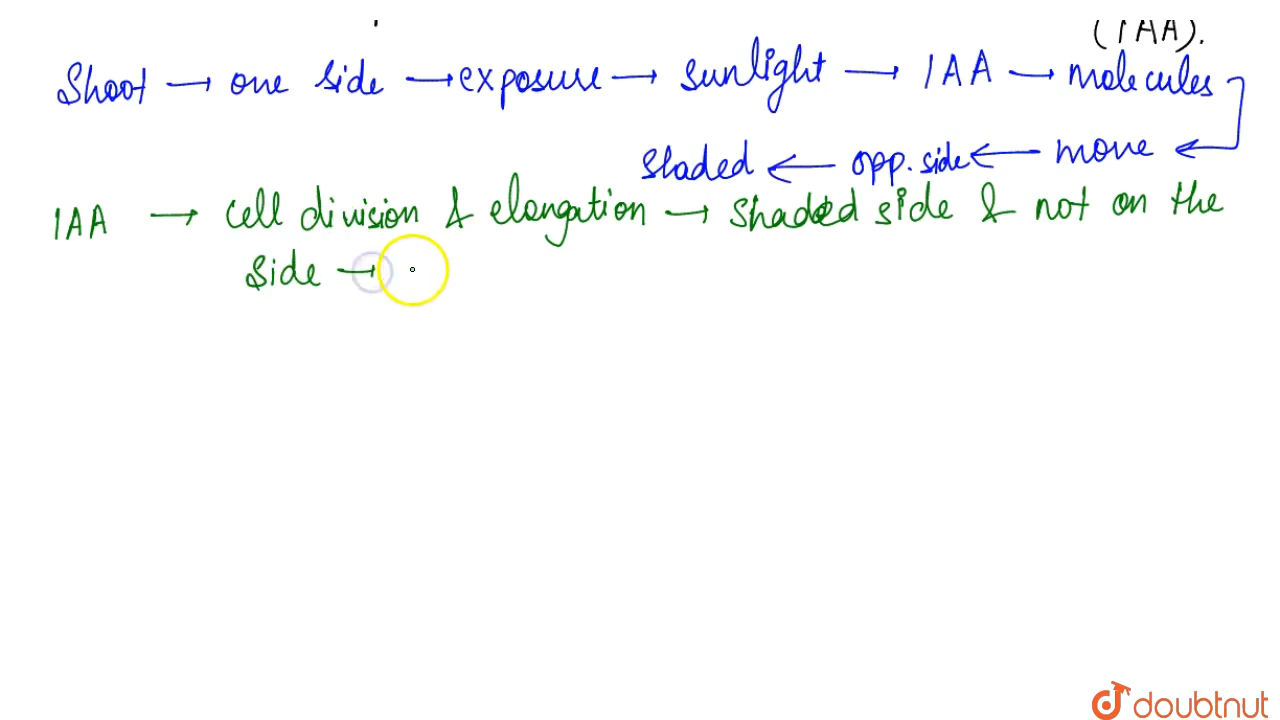 (IAA).
Shoot → one side → exposure → sunlight → IAA → molecules
shaded ← opp. side ← move ←
IAA → cell division & elongation → shaded side & not on the
side →
doubtnut